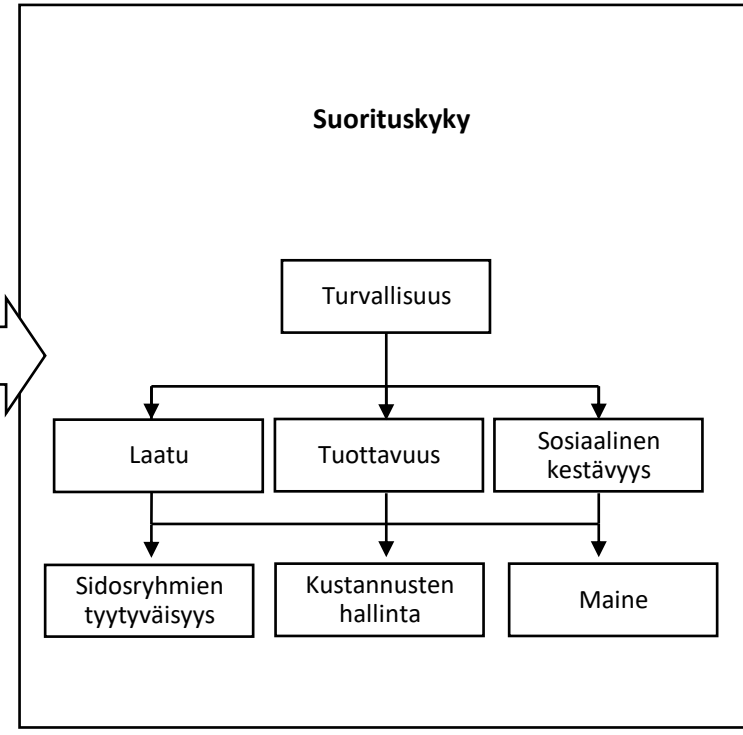 Suorituskyky
Turvallisuus
Laatu
Tuottavuus
Sosiaalinen
kestävyys
Sidosryhmien
tyytyväisyys
Kustannusten
hallinta
Maine